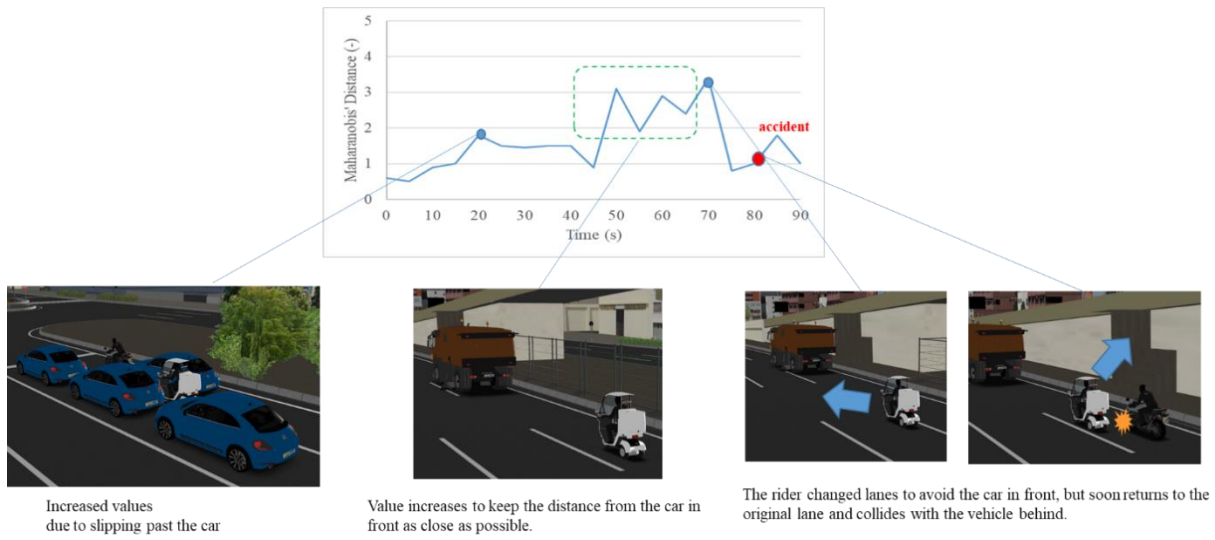 5
4
3
2
1
0
Maharanobis' Distance (-)
accident
0 10 20 30 40 50 60 70 80 90
Time (s)
Increased values
due to slipping past the car
Value increases to keep the distance from the car in
front as close as possible.
The rider changed lanes to avoid the car in front, but soon returns to the
original lane and collides with the vehicle behind.